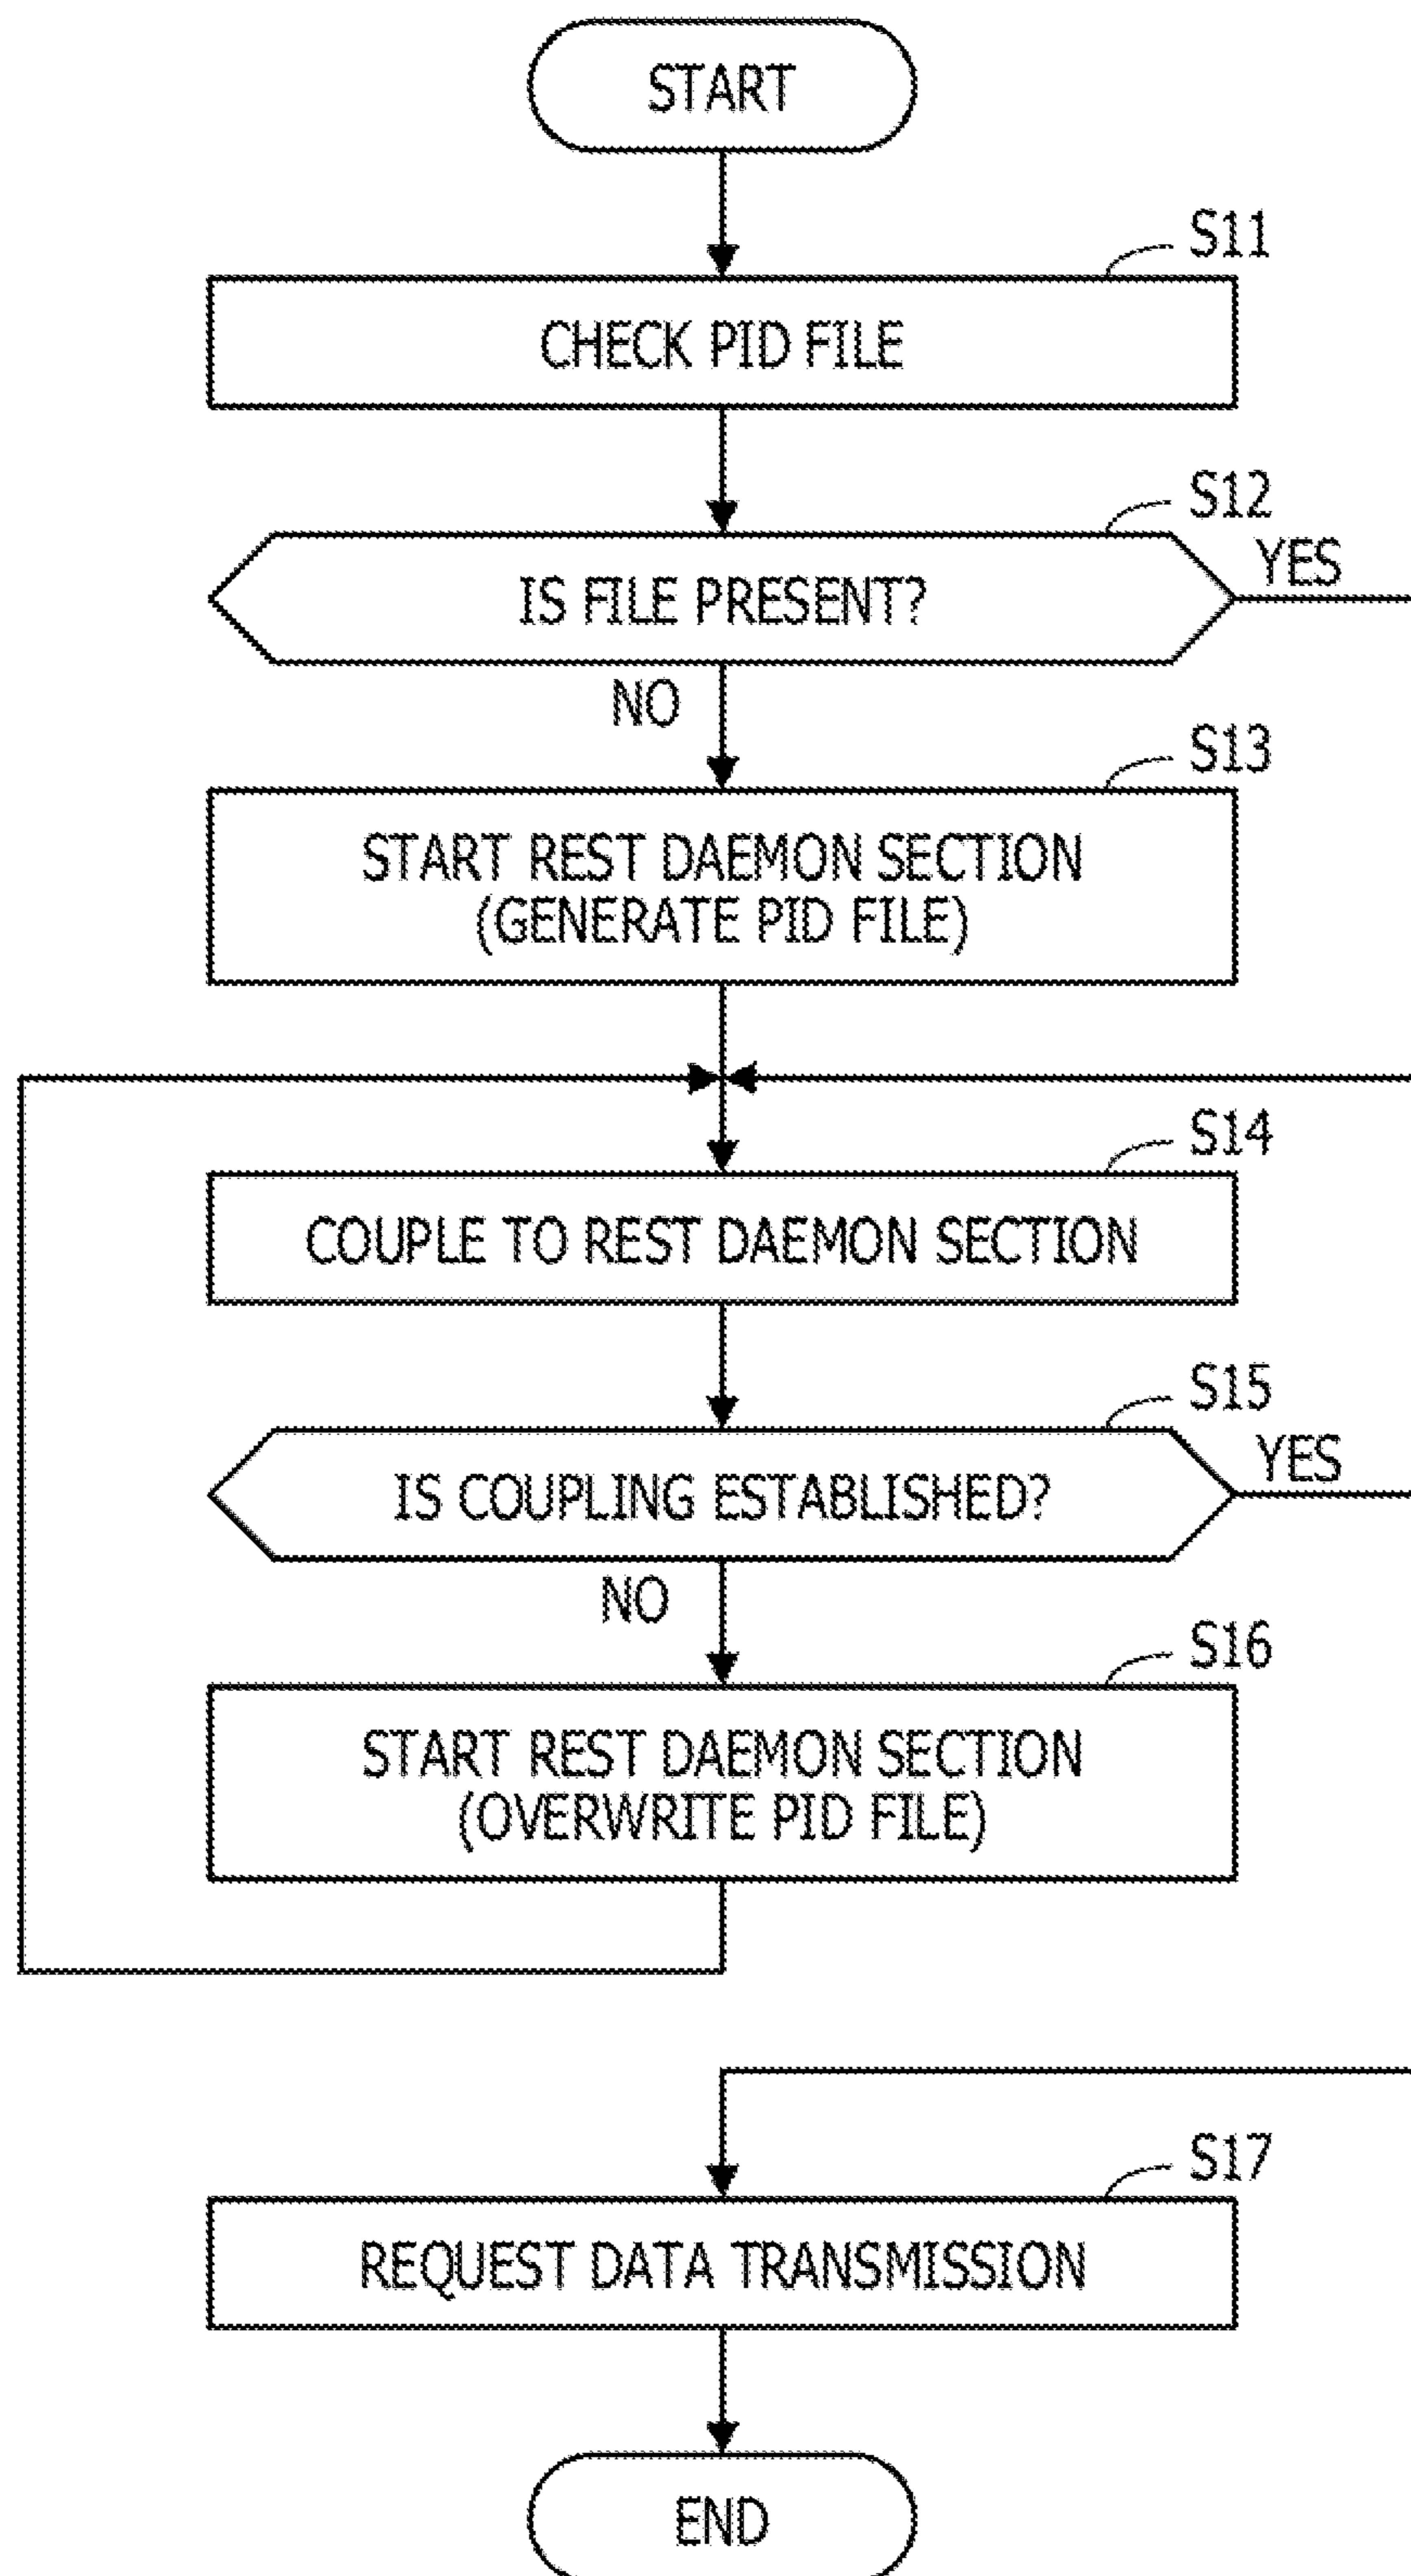 START
S11
CHECK PID FILE
S12
IS FILE PRESENT?
YES
NO
S13
START REST DAEMON SECTION
(GENERATE PID FILE)
S14
COUPLE TO REST DAEMON SECTION
S15
IS COUPLING ESTABLISHED?
YES
NO
S16
START REST DAEMON SECTION
(OVERWRITE PID FILE)
S17
REQUEST DATA TRANSMISSION
END